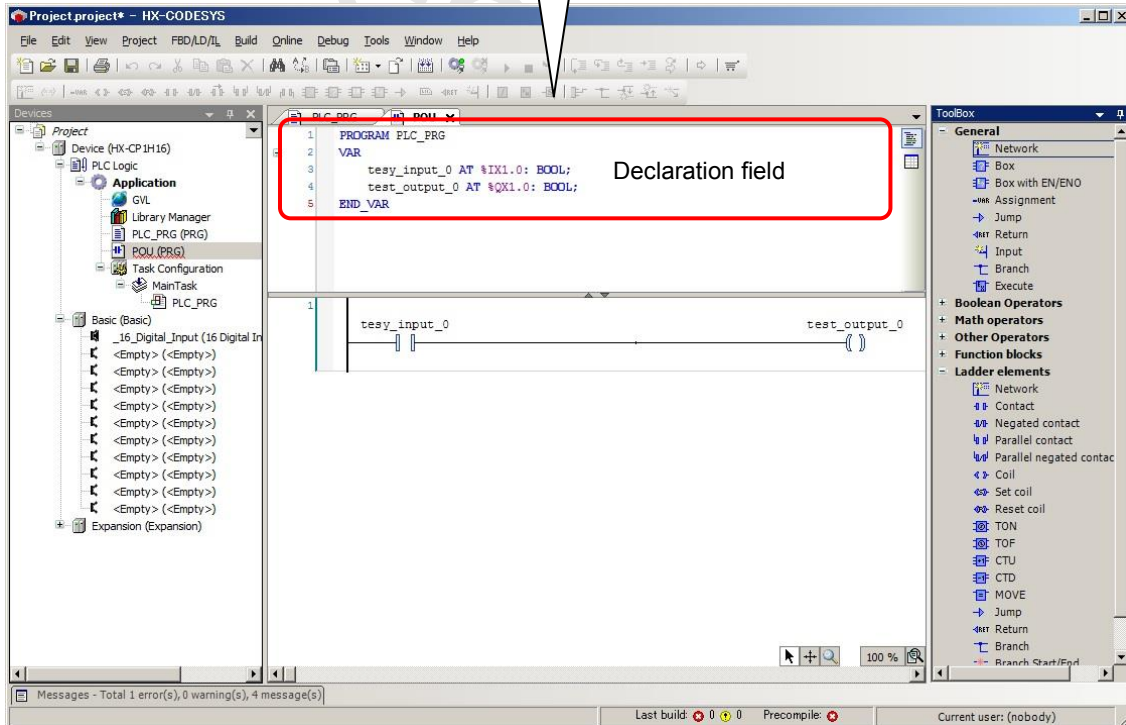 Project.project* - HX-CODESYS
File Edit View Project FBD/LD/IL Build Online Debug Tools Window Help
Devices
Project
Device (HX-CP1H16)
PLC Logic
Application
GVL
Library Manager
PLC_PRG (PRG)
POU (PRG)
Task Configuration
MainTask
PLC_PRG
Basic (Basic)
_16_Digital_Input (16 Digital In
<Empty> (<Empty>)
<Empty> (<Empty>)
<Empty> (<Empty>)
<Empty> (<Empty>)
<Empty> (<Empty>)
<Empty> (<Empty>)
<Empty> (<Empty>)
<Empty> (<Empty>)
<Empty> (<Empty>)
<Empty> (<Empty>)
Expansion (Expansion)
PLC_PRG POU
1 PROGRAM PLC_PRG
2 VAR
3 tesy_input_0 AT %IX1.0: BOOL;
4 test_output_0 AT %QX1.0: BOOL;
5 END_VAR
Declaration field
1
tesy_input_0 test_output_0
100 %
ToolBox
General
Network
Box
Box with EN/ENO
Assignment
Jump
Return
Input
Branch
Execute
Boolean Operators
Math operators
Other Operators
Function blocks
Ladder elements
Network
Contact
Negated contact
Parallel contact
Parallel negated contac
Coil
Set coil
Reset coil
TON
TOF
CTU
CTD
MOVE
Jump
Return
Branch
Branch Start/End
Messages - Total 1 error(s), 0 warning(s), 4 message(s)
Last build: 0 0 Precompile: Current user: (nobody)